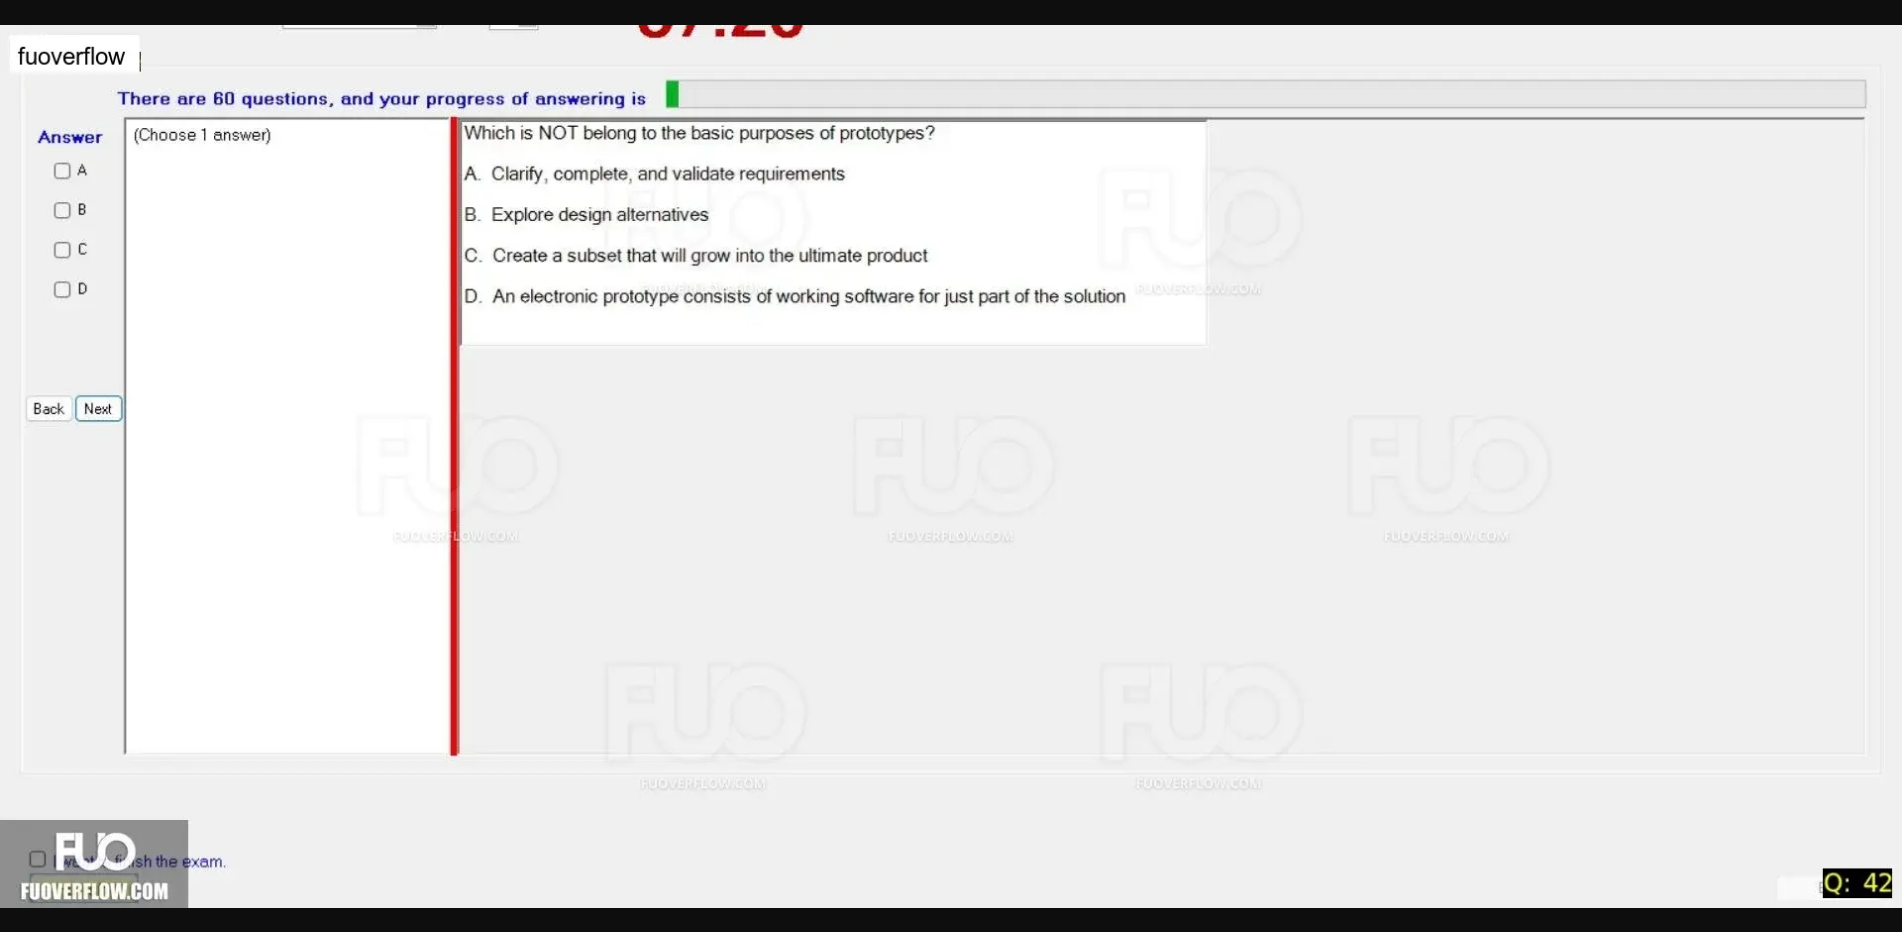 fuoverflow
There are 60 questions, and your progress of answering is
Answer
(Choose 1 answer)
A
B
C
D
Back Next
Which is NOT belong to the basic purposes of prototypes?
A. Clarify, complete, and validate requirements
B. Explore design alternatives
C. Create a subset that will grow into the ultimate product
D. An electronic prototype consists of working software for just part of the solution
FUO
FUOVERFLOW.COM
FUO
FUOVERFLOW.COM
FUO
FUOVERFLOW.COM
FUO
FUOVERFLOW.COM
FUO
FUOVERFLOW.COM
FUO
FUOVERFLOW.COM
FUO
FUOVERFLOW.COM
FUO
FUOVERFLOW.COM
the exam.
Q: 42